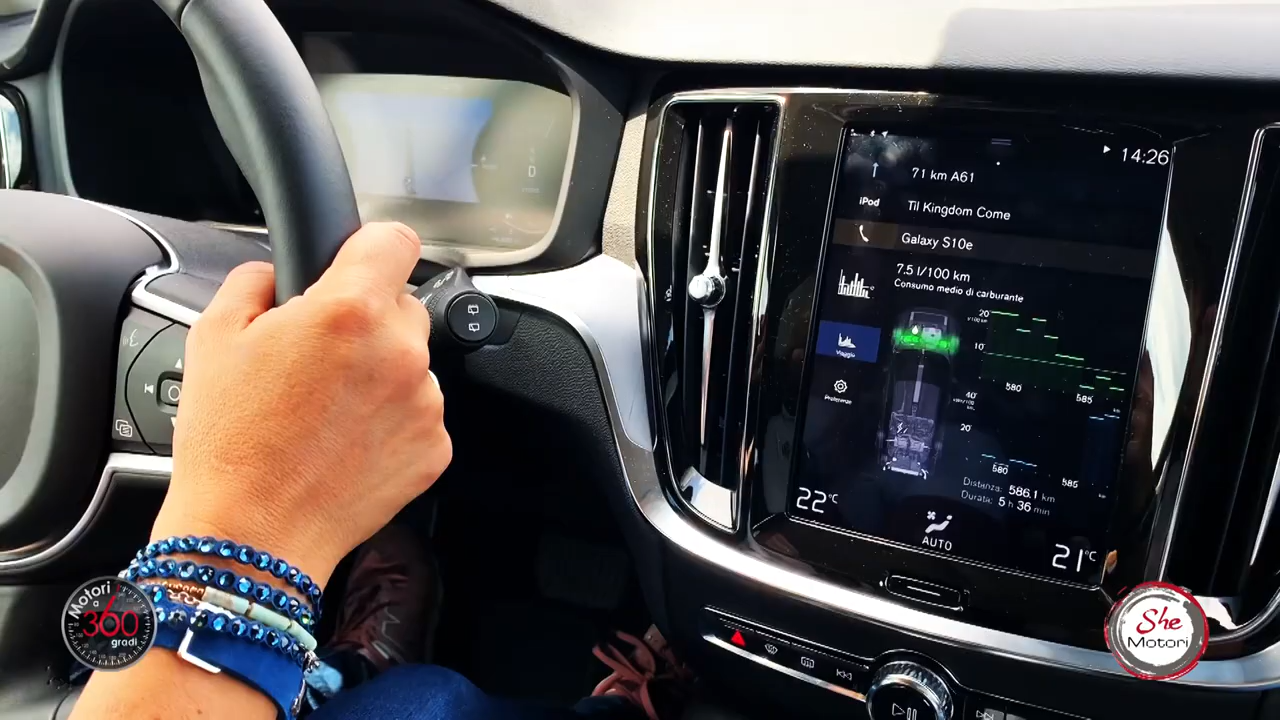 14:26
71 km A61
iPod
Til Kingdom Come
Galaxy S10e
7.5 l/100 km
Consumo medio di carburante
Viaggio
Preferenze
20
10
580
585
40
20
580
585
Distanza: 586.1 km
Durata: 5 h 36 min
22°C
AUTO
21°C
D
Motori
a
360
gradi
She
Motori